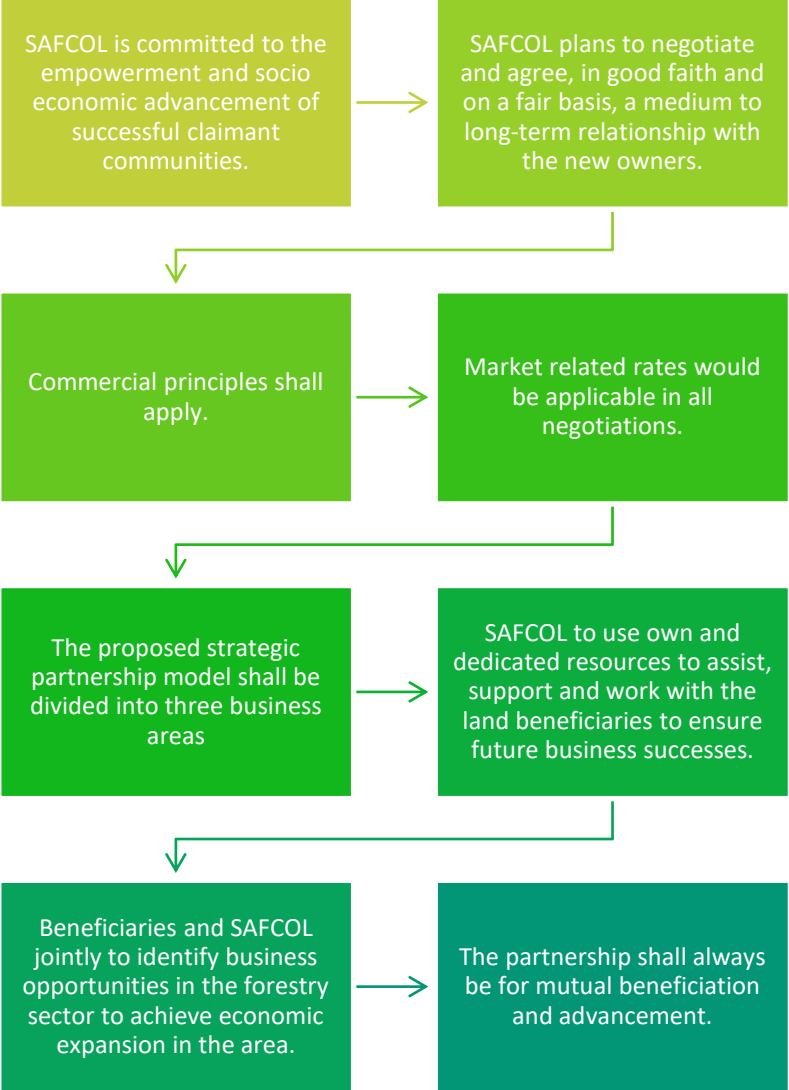 SAFCOL is committed to the
empowerment and socio
economic advancement of
successful claimant
communities.
SAFCOL plans to negotiate
and agree, in good faith and
on a fair basis, a medium to
long-term relationship with
the new owners.
Commercial principles shall
apply.
Market related rates would
be applicable in all
negotiations.
The proposed strategic
partnership model shall be
divided into three business
areas
SAFCOL to use own and
dedicated resources to assist,
support and work with the
land beneficiaries to ensure
future business successes.
Beneficiaries and SAFCOL
jointly to identify business
opportunities in the forestry
sector to achieve economic
expansion in the area.
The partnership shall always
be for mutual beneficiation
and advancement.